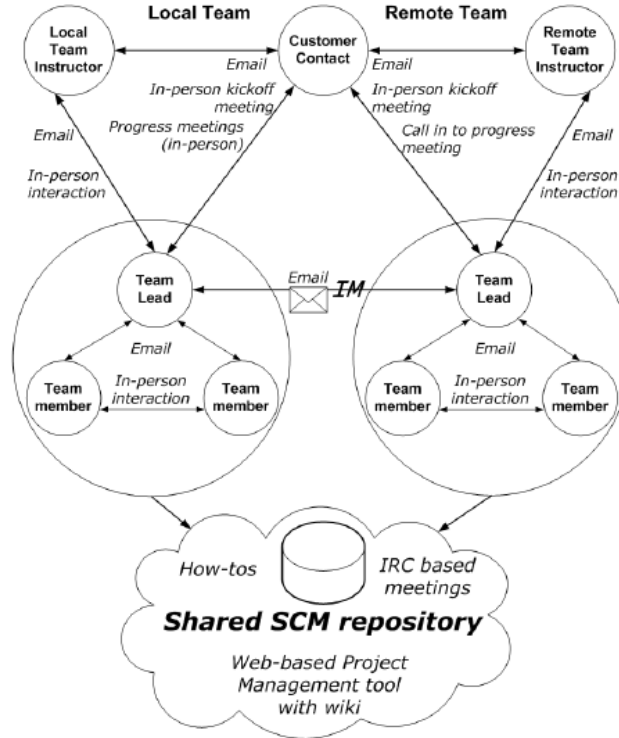 Local Team
Remote Team
Local
Team
Instructor
Customer
Contact
Remote
Team
Instructor
Email
Email
In-person kickoff
meeting
In-person kickoff
meeting
Progress meetings
(in-person)
Call in to progress
meeting
Email
Email
In-person
interaction
In-person
interaction
Team
Lead
Email
IM
Team
Lead
Email
Email
Team
member
In-person
interaction
Team
member
Team
member
In-person
interaction
Team
member
How-tos
IRC based
meetings
Shared SCM repository
Web-based Project
Management tool
with wiki